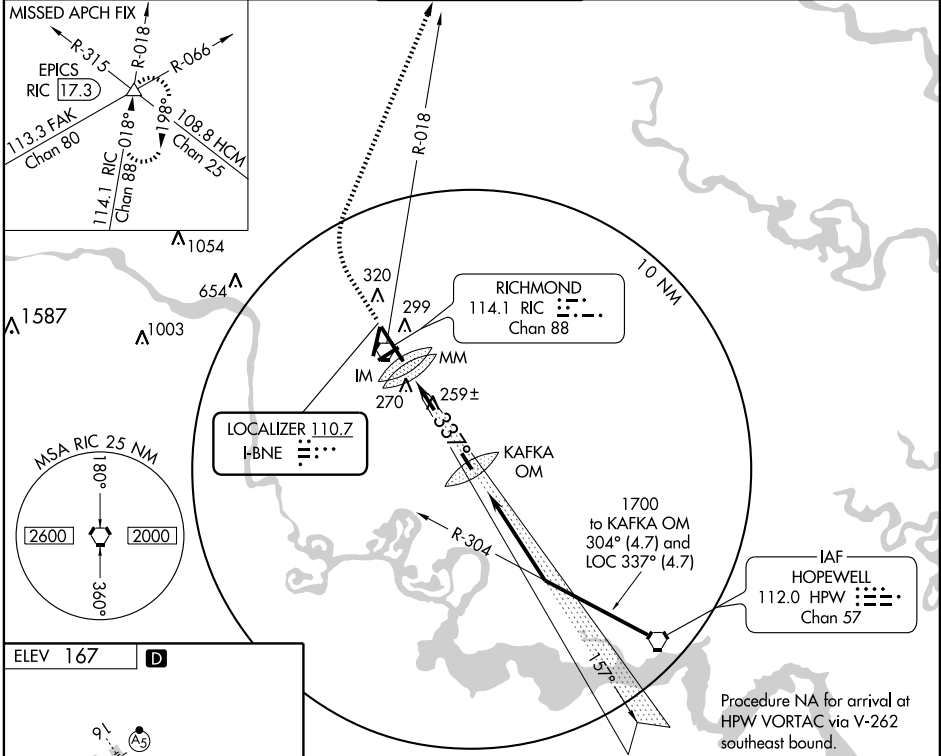 MISSED APCH FIX
R-315
R-018
R-066
EPICS
RIC 17.3
113.3 FAK
Chan 80
018°
198°
108.8 HCM
Chan 25
114.1 RIC
Chan 88
R-018
1054
654
1587
1003
320
299
10 NM
RICHMOND
114.1 RIC
Chan 88
IM
MM
270
259±
LOCALIZER 110.7
I-BNE
337°
KAFKA
OM
MSA RIC 25 NM
180°
2600
2000
360°
R-304
1700
to KAFKA OM
304° (4.7) and
LOC 337° (4.7)
IAF
HOPEWELL
112.0 HPW
Chan 57
157°
Procedure NA for arrival at
HPW VORTAC via V-262
southeast bound.
ELEV 167
D
16
A5